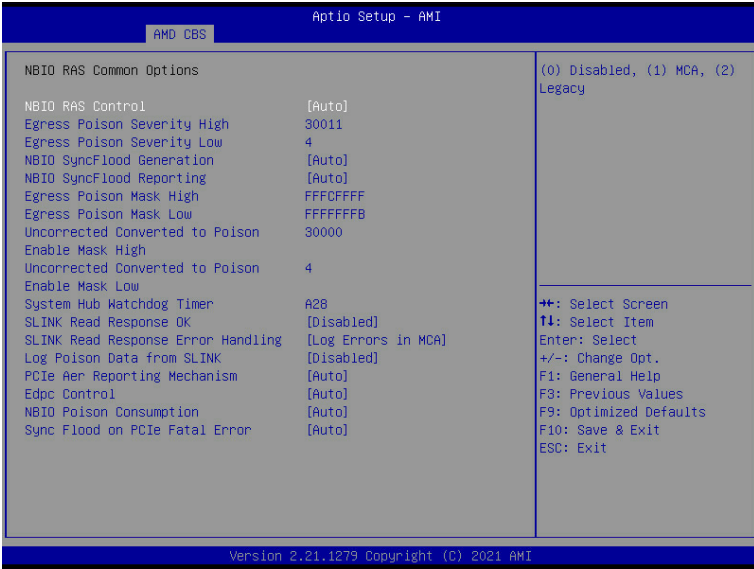 Aptio Setup – AMI
AMD CBS
NBIO RAS Common Options
NBIO RAS Control [Auto]
Egress Poison Severity High 30011
Egress Poison Severity Low 4
NBIO SyncFlood Generation [Auto]
NBIO SyncFlood Reporting [Auto]
Egress Poison Mask High FFFCFFFF
Egress Poison Mask Low FFFFFFFB
Uncorrected Converted to Poison 30000
Enable Mask High
Uncorrected Converted to Poison 4
Enable Mask Low
System Hub Watchdog Timer A28
SLINK Read Response OK [Disabled]
SLINK Read Response Error Handling [Log Errors in MCA]
Log Poison Data from SLINK [Disabled]
PCIe Aer Reporting Mechanism [Auto]
Edpc Control [Auto]
NBIO Poison Consumption [Auto]
Sync Flood on PCIe Fatal Error [Auto]
(0) Disabled, (1) MCA, (2)
Legacy
→←: Select Screen
↑↓: Select Item
Enter: Select
+/-: Change Opt.
F1: General Help
F3: Previous Values
F9: Optimized Defaults
F10: Save & Exit
ESC: Exit
Version 2.21.1279 Copyright (C) 2021 AMI